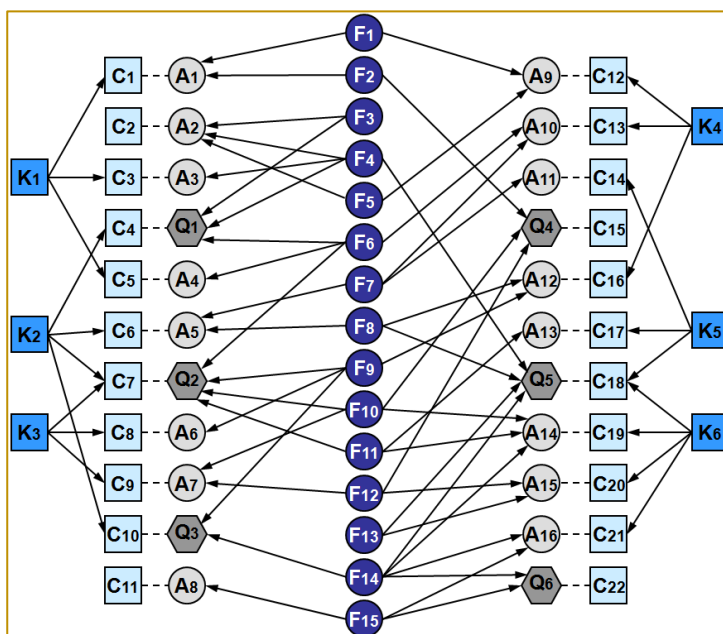 F1
C1 A1 F2 A9 C12
C2 A2 F3 A10 C13 K4
F4
K1 C3 A3 F5 A11 C14
C4 Q1 F6 Q4 C15
C5 A4 F7 A12 C16
K2 C6 A5 F8 A13 C17 K5
C7 Q2 F9 Q5 C18
F10
K3 C8 A6 F11 A14 C19 K6
C9 A7 F12 A15 C20
C10 Q3 F13 A16 C21
F14
C11 A8 F15 Q6 C22